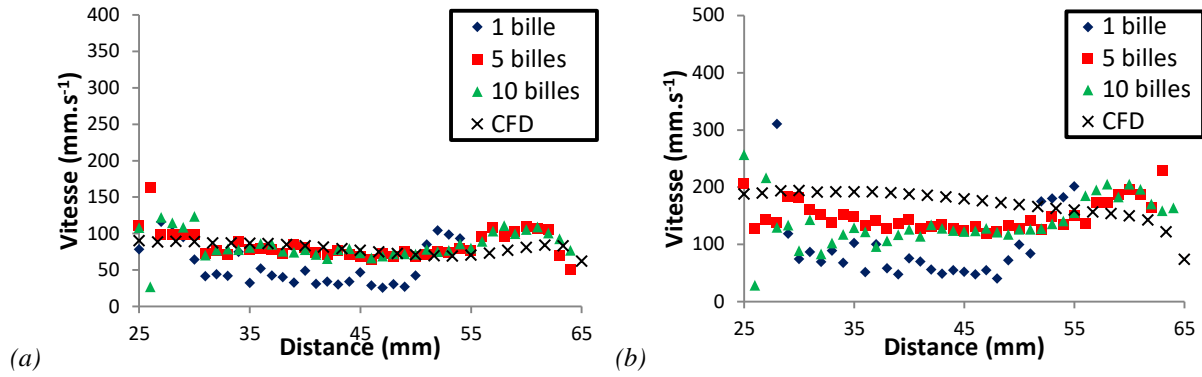 400
350
300
250
200
150
100
50
0
Vitesse (mm.s-1)
25
35
45
55
65
Distance (mm)
1 bille
5 billes
10 billes
CFD
(a)
500
400
300
200
100
0
Vitesse (mm.s-1)
25
35
45
55
65
Distance (mm)
1 bille
5 billes
10 billes
CFD
(b)